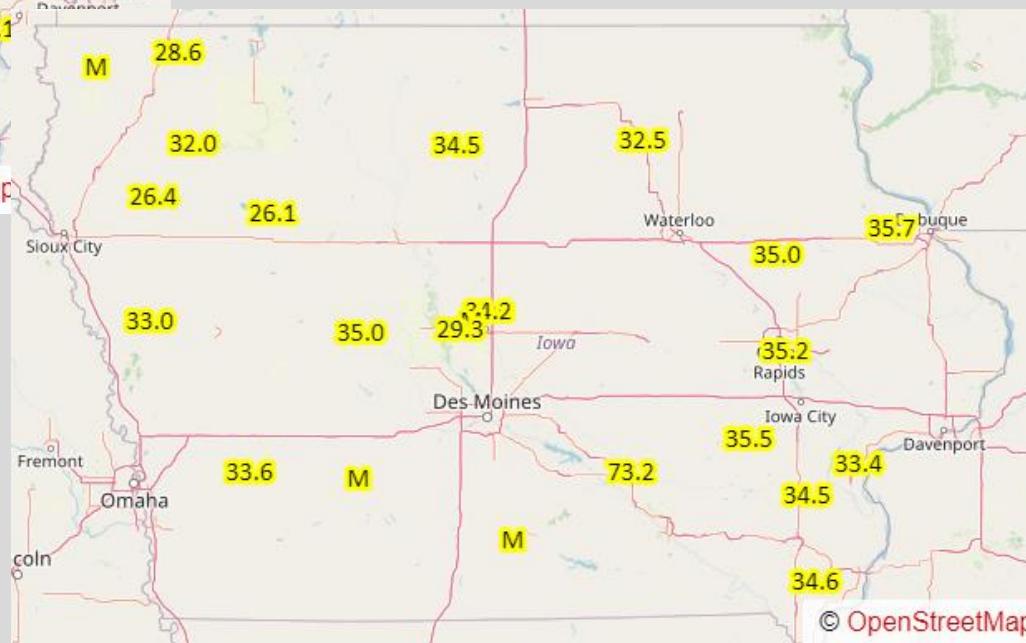 Davenport
28.6
M
32.0
34.5
32.5
26.4
26.1
Waterloo
35.7
buque
Sioux City
35.0
33.0
34.2
35.0
29.3
Iowa
35.2
Rapids
Des Moines
Iowa City
35.5
Davenport
Fremont
33.6
M
73.2
33.4
Omaha
34.5
M
coln
34.6
© OpenStreetMap